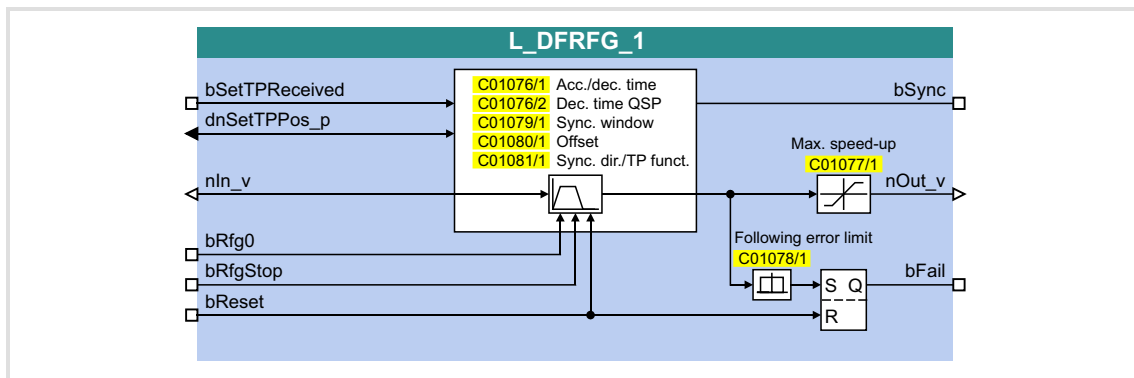 L_DFRFG_1
bSetTPReceived
dnSetTPPos_p
nIn_v
bRfg0
bRfgStop
bReset
C01076/1 Acc./dec. time
C01076/2 Dec. time QSP
C01079/1 Sync. window
C01080/1 Offset
C01081/1 Sync. dir./TP funct.
bSync
Max. speed-up
C01077/1
nOut_v
Following error limit
C01078/1
S Q
R
bFail